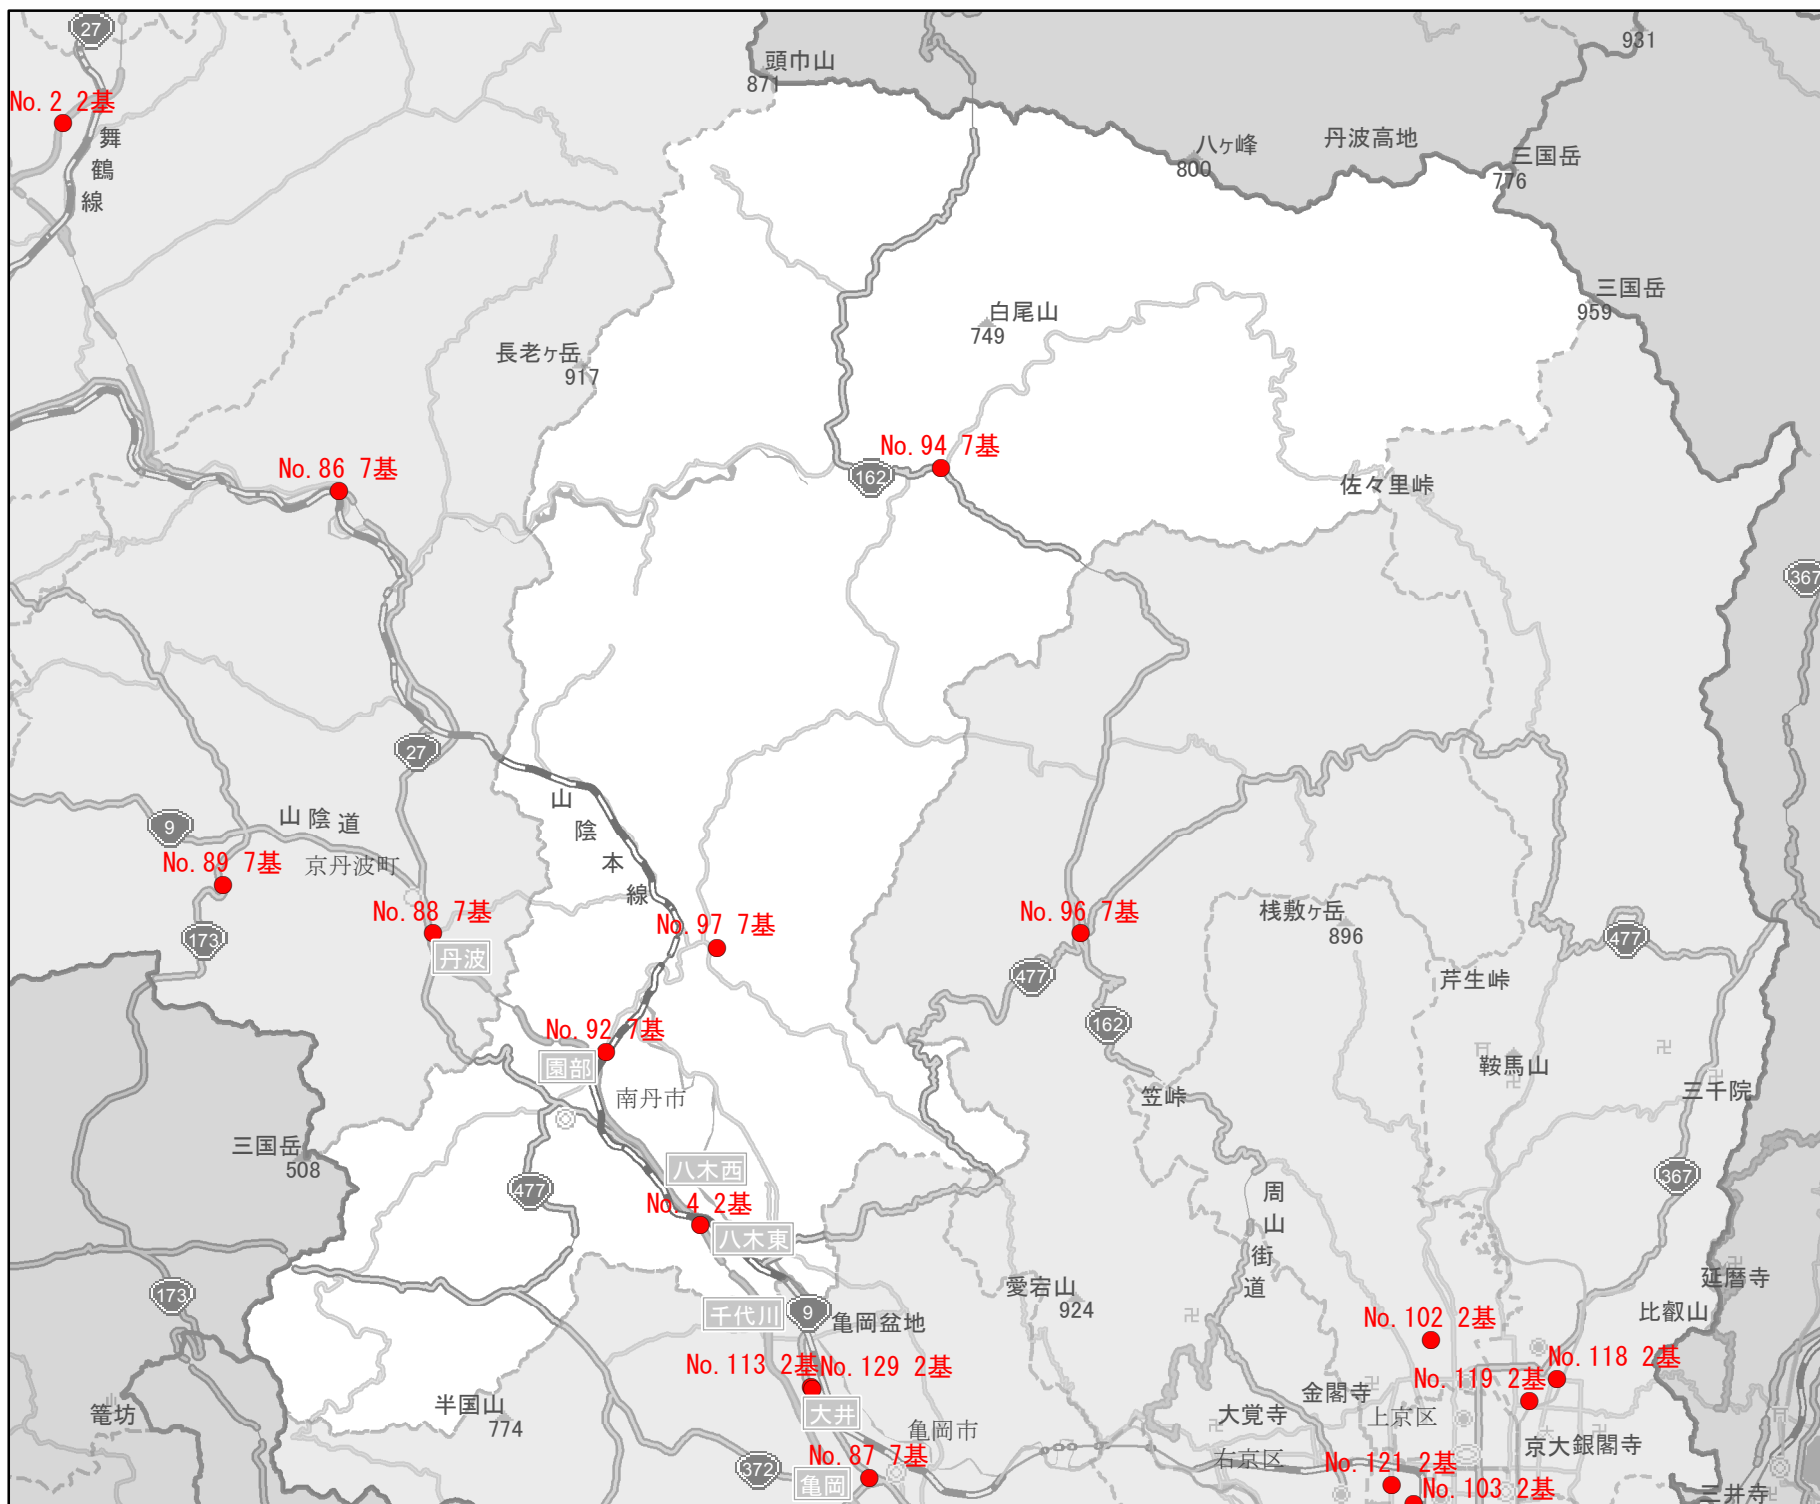 27
931
頭巾山
871
No.2 2基
舞鶴線
八ヶ峰
800
丹波高地
三国岳
776
三国岳
959
白尾山
749
長老ヶ岳
917
No.94 7基
162
No.86 7基
佐々里峠
367
27
山陰本線
9
山陰道
No.89 7基
京丹波町
No.88 7基
173
丹波
No.97 7基
No.96 7基
桟敷ヶ岳
896
477
477
芹生峠
162
No.92 7基
園部
南丹市
鞍馬山
笠峠
三千院
三国岳
508
八木西
477
367
No.4 2基
八木東
周山街道
173
千代川
9
亀岡盆地
愛宕山
924
延暦寺
比叡山
No.102 2基
No.113 2基
No.129 2基
No.118 2基
No.119 2基
金閣寺
篭坊
半国山
774
大井
大覚寺
上京区
亀岡市
京大
銀閣寺
372
No.87 7基
亀岡
右京区
No.121 2基
No.103 2基
三井寺